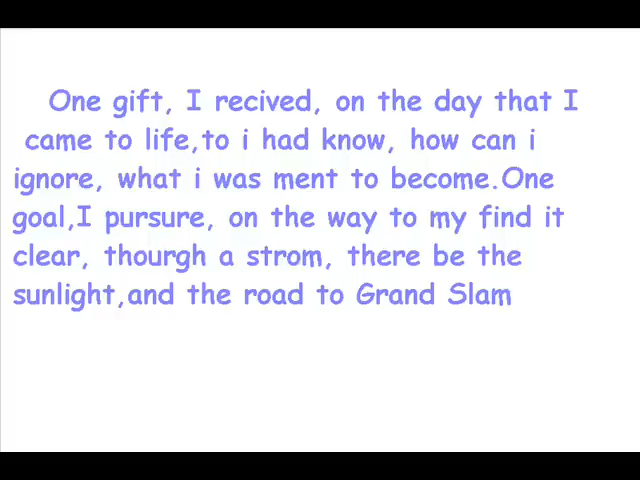 One gift, I recived, on the day that I
came to life,to i had know, how can i
ignore, what i was ment to become.One
goal,I pursure, on the way to my find it
clear, thourgh a strom, there be the
sunlight,and the road to Grand Slam